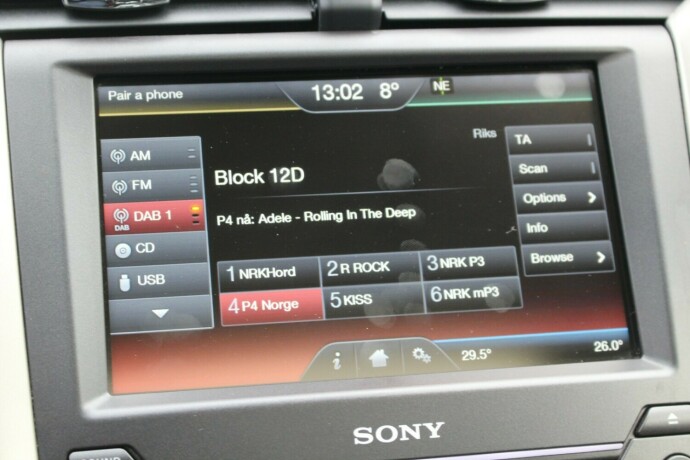 Pair a phone
13:02 8° NE
Riks
AM
FM
DAB 1
DAB
CD
USB
Block 12D
P4 nå: Adele - Rolling In The Deep
TA
Scan
Options
Info
Browse
1 NRKHord 2 R ROCK 3 NRK P3
4 P4 Norge 5 KISS 6 NRK mP3
i 29.5° 26.0°
SONY
SOUND